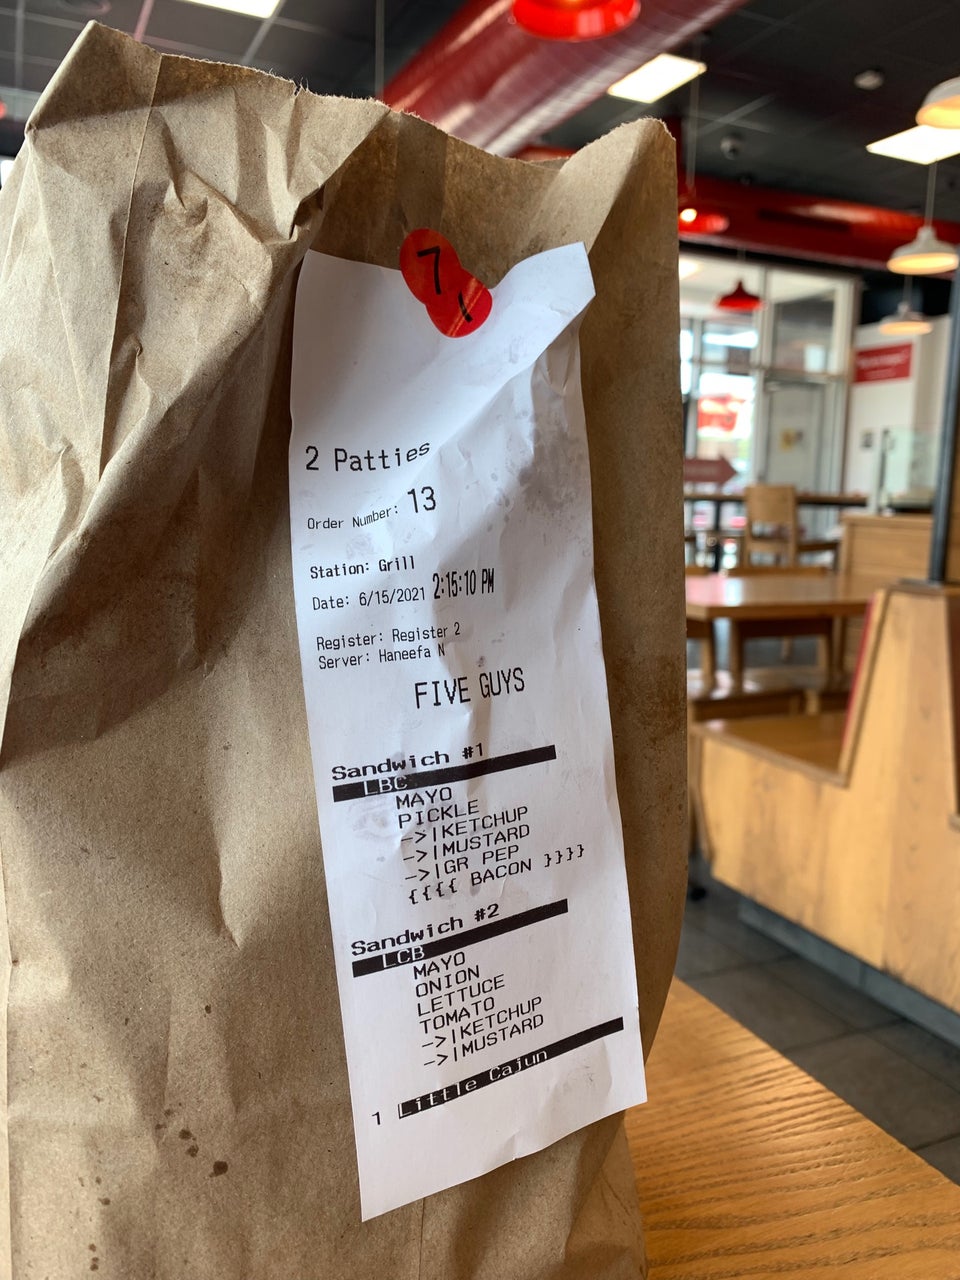 7
2 Patties
Order Number: 13
Station: Grill
Date: 6/15/2021 2:15:10 PM
Register: Register 2
Server: Haneefa N
FIVE GUYS
Sandwich #1
LBC
MAYO
PICKLE
->|KETCHUP
->|MUSTARD
->|GR PEP
{{{{ BACON }}}}
Sandwich #2
LCB
MAYO
ONION
LETTUCE
TOMATO
->|KETCHUP
->|MUSTARD
1 Little Cajun